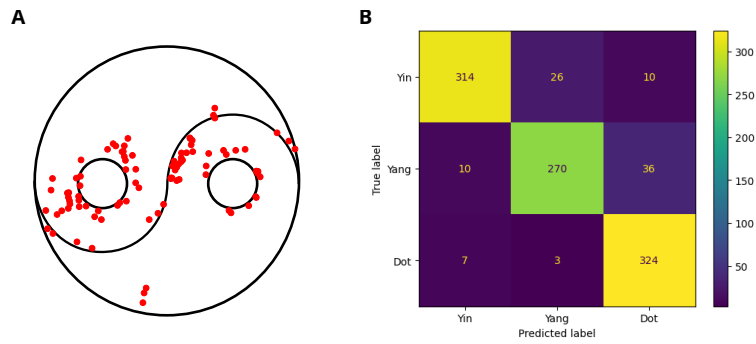 A
B
Yin
314
26
10
Yang
10
270
36
Dot
7
3
324
Yin
Yang
Dot
Predicted label
True label
300
250
200
150
100
50